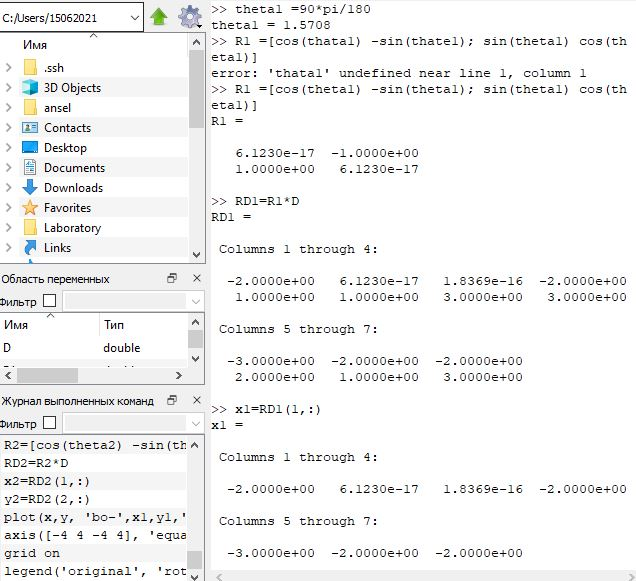 C:/Users/15062021
Имя
.ssh
3D Objects
ansel
Contacts
Desktop
Documents
Downloads
Favorites
Laboratory
Links
Область переменных
Фильтр
Имя Тип
D double
Журнал выполненных команд
Фильтр
R2=[cos(theta2) -sin(th
RD2=R2*D
x2=RD2(1,:)
y2=RD2(2,:)
plot(x,y, 'bo-',x1,y1,'
axis([-4 4 -4 4], 'equa
grid on
legend('original', 'rot
>> theta1 =90*pi/180
theta1 = 1.5708
>> R1 =[cos(thata1) -sin(thate1); sin(theta1) cos(th
eta1)]
error: 'thata1' undefined near line 1, column 1
>> R1 =[cos(theta1) -sin(theta1); sin(theta1) cos(th
eta1)]
R1 =
6.1230e-17 -1.0000e+00
1.0000e+00 6.1230e-17
>> RD1=R1*D
RD1 =
Columns 1 through 4:
-2.0000e+00 6.1230e-17 1.8369e-16 -2.0000e+00
1.0000e+00 1.0000e+00 3.0000e+00 3.0000e+00
Columns 5 through 7:
-3.0000e+00 -2.0000e+00 -2.0000e+00
2.0000e+00 1.0000e+00 3.0000e+00
>> x1=RD1(1,:)
x1 =
Columns 1 through 4:
-2.0000e+00 6.1230e-17 1.8369e-16 -2.0000e+00
Columns 5 through 7:
-3.0000e+00 -2.0000e+00 -2.0000e+00